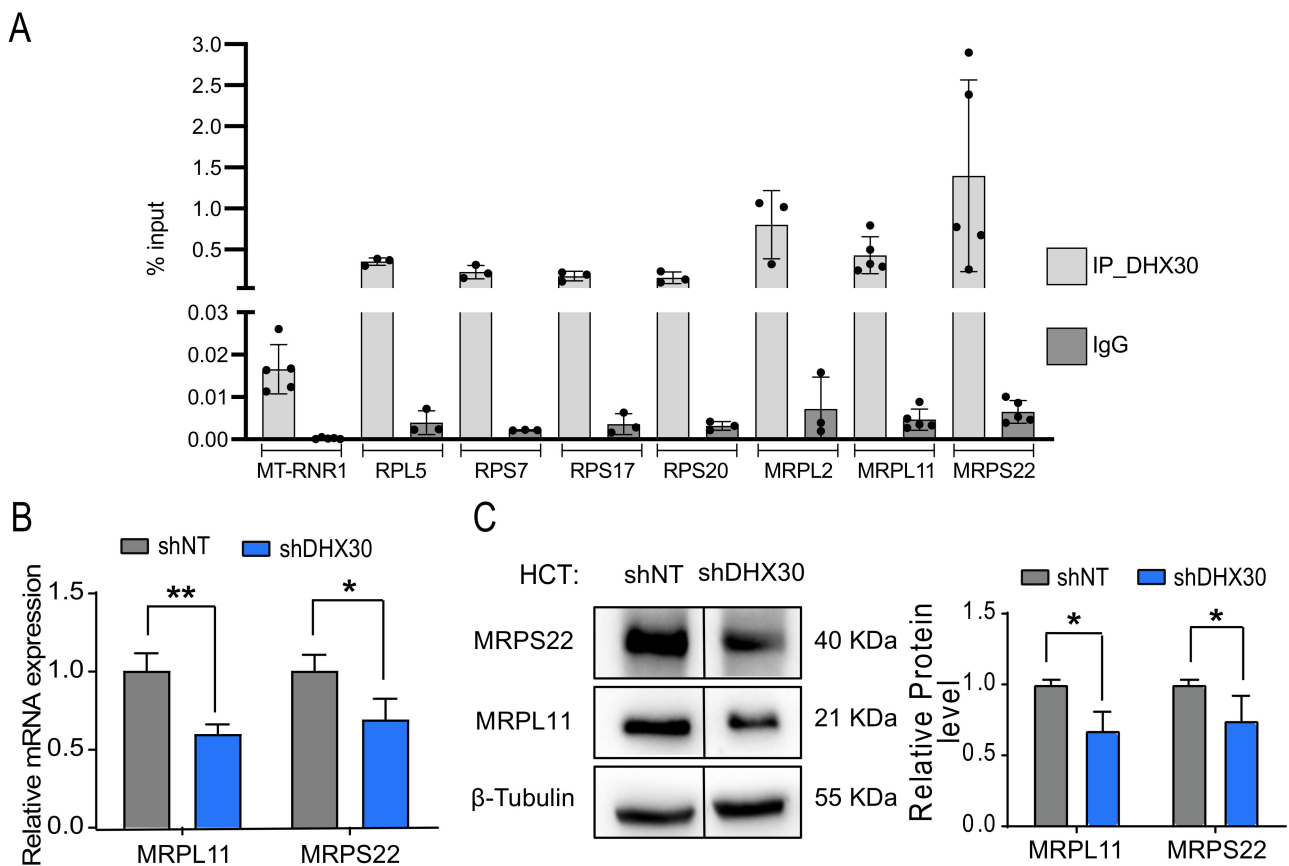 A
3.0
2.5
2.0
1.5
1.0
0.5
0.03
0.02
0.01
0.00
% input
IP_DHX30
IgG
MT-RNR1 RPL5 RPS7 RPS17 RPS20 MRPL2 MRPL11 MRPS22
B
shNT shDHX30
Relative mRNA expression
1.5
1.0
0.5
0.0
** *
MRPL11 MRPS22
C
HCT: shNT shDHX30
MRPS22 40 KDa
MRPL11 21 KDa
β-Tubulin 55 KDa
shNT shDHX30
Relative Protein
level
1.5
1.0
0.5
0.0
* *
MRPL11 MRPS22